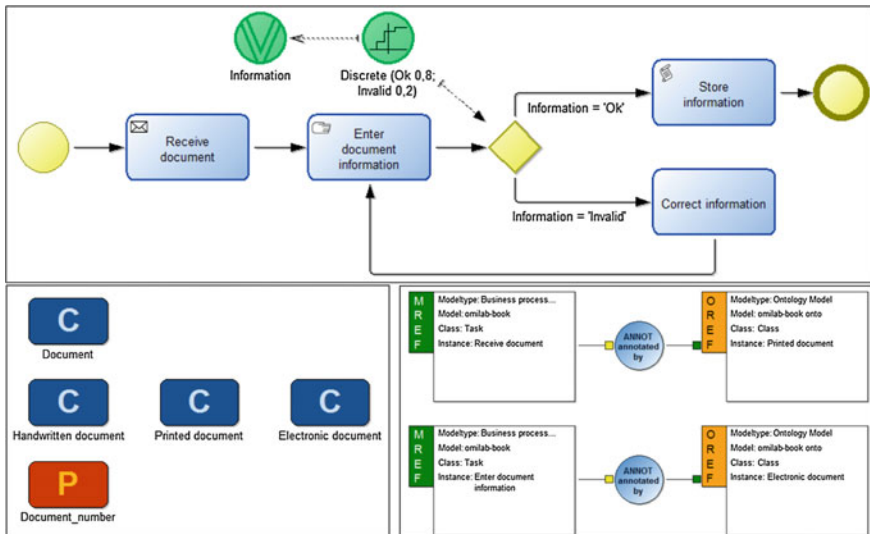 Information
Discrete (Ok 0,8;
Invalid 0,2)
Receive
document
Enter
document
information
Information = 'Ok'
Store
information
Information = 'Invalid'
Correct information
C
Document
C
Handwritten document
C
Printed document
C
Electronic document
P
Document_number
M
R
E
F
Modeltype: Business process...
Model: omilab-book
Class: Task
Instance: Receive document
ANNOT
annotated
by
O
R
E
F
Modeltype: Ontology Model
Model: omilab-book onto
Class: Class
Instance: Printed document
M
R
E
F
Modeltype: Business process...
Model: omilab-book
Class: Task
Instance: Enter document
information
ANNOT
annotated
by
O
R
E
F
Modeltype: Ontology Model
Model: omilab-book onto
Class: Class
Instance: Electronic document